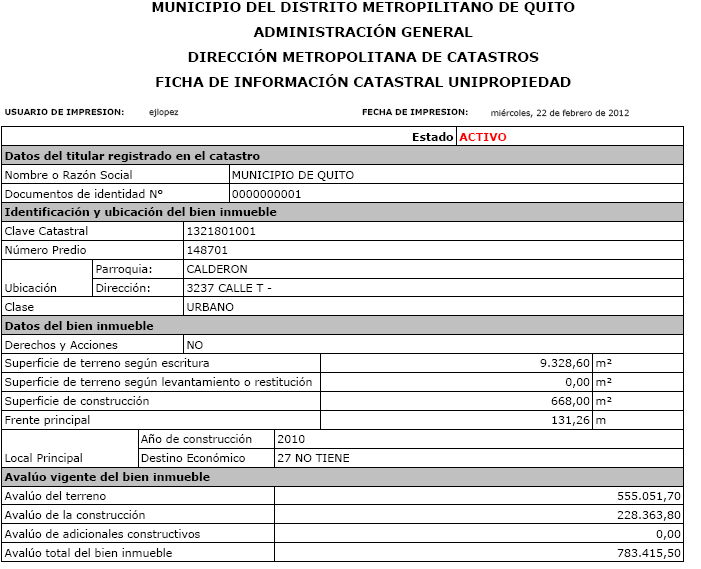 MUNICIPIO DEL DISTRITO METROPILITANO DE QUITO
ADMINISTRACIÓN GENERAL
DIRECCIÓN METROPOLITANA DE CATASTROS
FICHA DE INFORMACIÓN CATASTRAL UNIPROPIEDAD
USUARIO DE IMPRESION: ejlopez FECHA DE IMPRESION: miércoles, 22 de febrero de 2012
Estado ACTIVO
Datos del titular registrado en el catastro
Nombre o Razón Social MUNICIPIO DE QUITO
Documentos de identidad Nº 0000000001
Identificación y ubicación del bien inmueble
Clave Catastral 1321801001
Número Predio 148701
Parroquia: CALDERON
Ubicación Dirección: 3237 CALLE T -
Clase URBANO
Datos del bien inmueble
Derechos y Acciones NO
Superficie de terreno según escritura 9.328,60 m²
Superficie de terreno según levantamiento o restitución 0,00 m²
Superficie de construcción 668,00 m²
Frente principal 131,26 m
Año de construcción 2010
Local Principal Destino Económico 27 NO TIENE
Avalúo vigente del bien inmueble
Avalúo del terreno 555.051,70
Avalúo de la construcción 228.363,80
Avalúo de adicionales constructivos 0,00
Avalúo total del bien inmueble 783.415,50